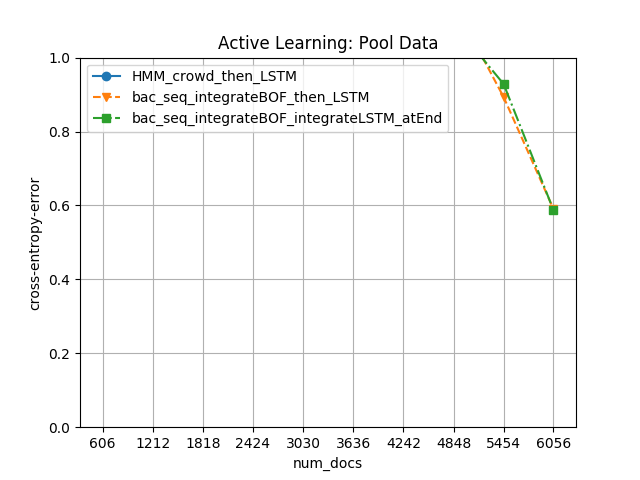 Active Learning: Pool Data
HMM_crowd_then_LSTM
bac_seq_integrateBOF_then_LSTM
bac_seq_integrateBOF_integrateLSTM_atEnd
cross-entropy-error
1.0
0.8
0.6
0.4
0.2
0.0
606 1212 1818 2424 3030 3636 4242 4848 5454 6056
num_docs